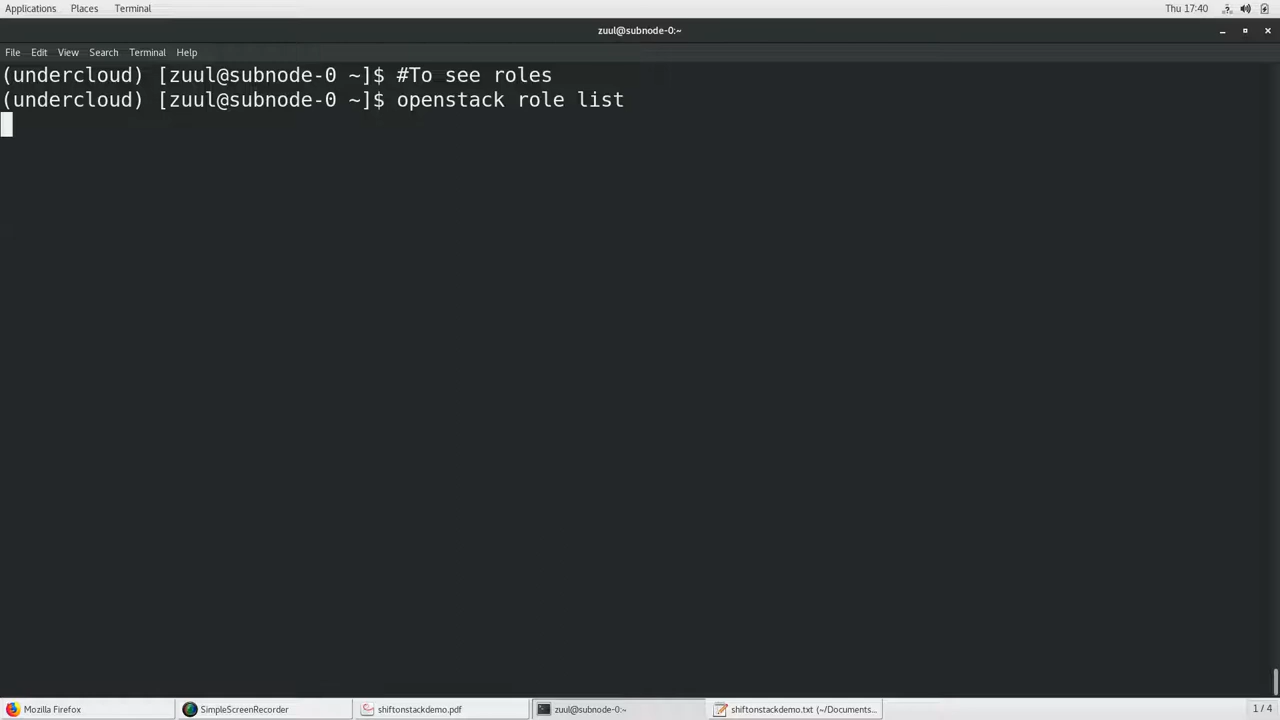 Applications Places Terminal Thu 17:40
zuul@subnode-0:~
File Edit View Search Terminal Help
(undercloud) [zuul@subnode-0 ~]$ #To see roles
(undercloud) [zuul@subnode-0 ~]$ openstack role list
Mozilla Firefox SimpleScreenRecorder shiftonstackdemo.pdf zuul@subnode-0:~ shiftonstackdemo.txt (~/Documents... 1 / 4